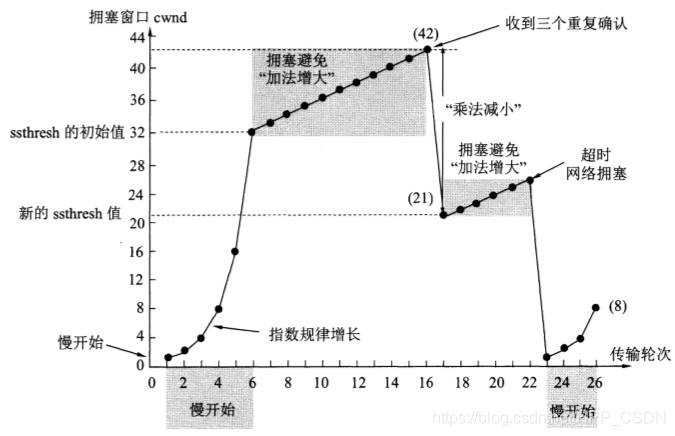 拥塞窗口 cwnd
44
40
36
32
28
24
20
16
12
8
4
0
ssthresh 的初始值
新的 ssthresh 值
慢开始
拥塞避免
“加法增大”
(42)
收到三个重复确认
“乘法减小”
拥塞避免
“加法增大”
超时
网络拥塞
(21)
(8)
指数规律增长
传输轮次
0 2 4 6 8 10 12 14 16 18 20 22 24 26
慢开始
慢开始